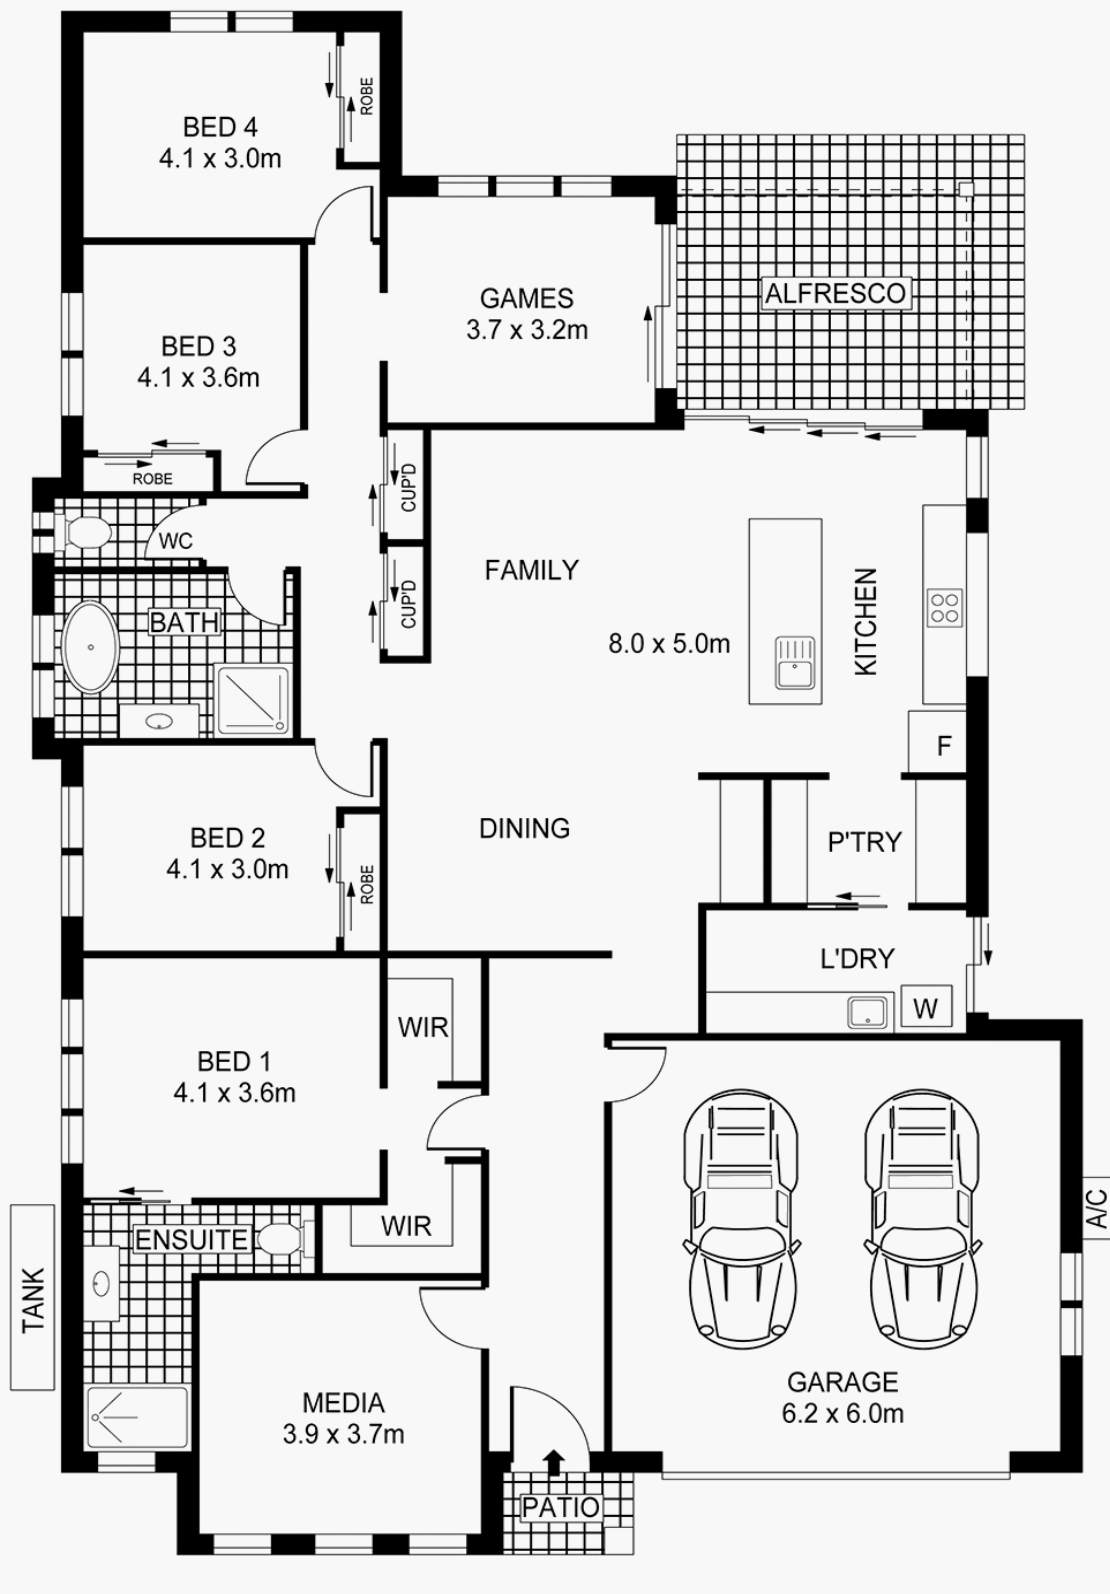 BED 4
4.1 x 3.0m
ROBE
GAMES
3.7 x 3.2m
ALFRESCO
BED 3
4.1 x 3.6m
ROBE
CUP'D
WC
FAMILY
KITCHEN
CUP'D
BATH
8.0 x 5.0m
F
BED 2
4.1 x 3.0m
ROBE
DINING
P'TRY
L'DRY
W
WIR
BED 1
4.1 x 3.6m
A/C
WIR
ENSUITE
TANK
MEDIA
3.9 x 3.7m
GARAGE
6.2 x 6.0m
PATIO